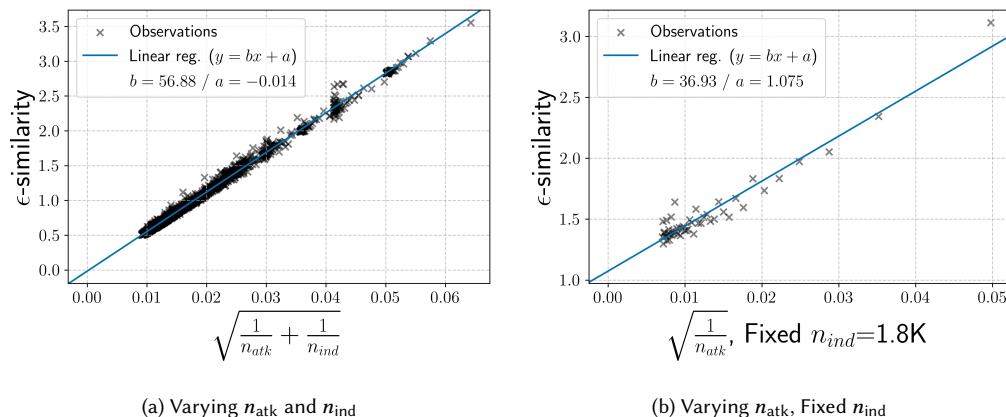 3.5
3.0
2.5
2.0
1.5
1.0
0.5
0.0
ϵ-similarity
Observations
Linear reg. (y = bx + a)
b = 56.88 / a = −0.014
0.00 0.01 0.02 0.03 0.04 0.05 0.06
√(1/n_atk + 1/n_ind)
(a) Varying n_atk and n_ind
3.0
2.5
2.0
1.5
1.0
ϵ-similarity
Observations
Linear reg. (y = bx + a)
b = 36.93 / a = 1.075
0.00 0.01 0.02 0.03 0.04 0.05
√(1/n_atk), Fixed n_ind=1.8K
(b) Varying n_atk, Fixed n_ind